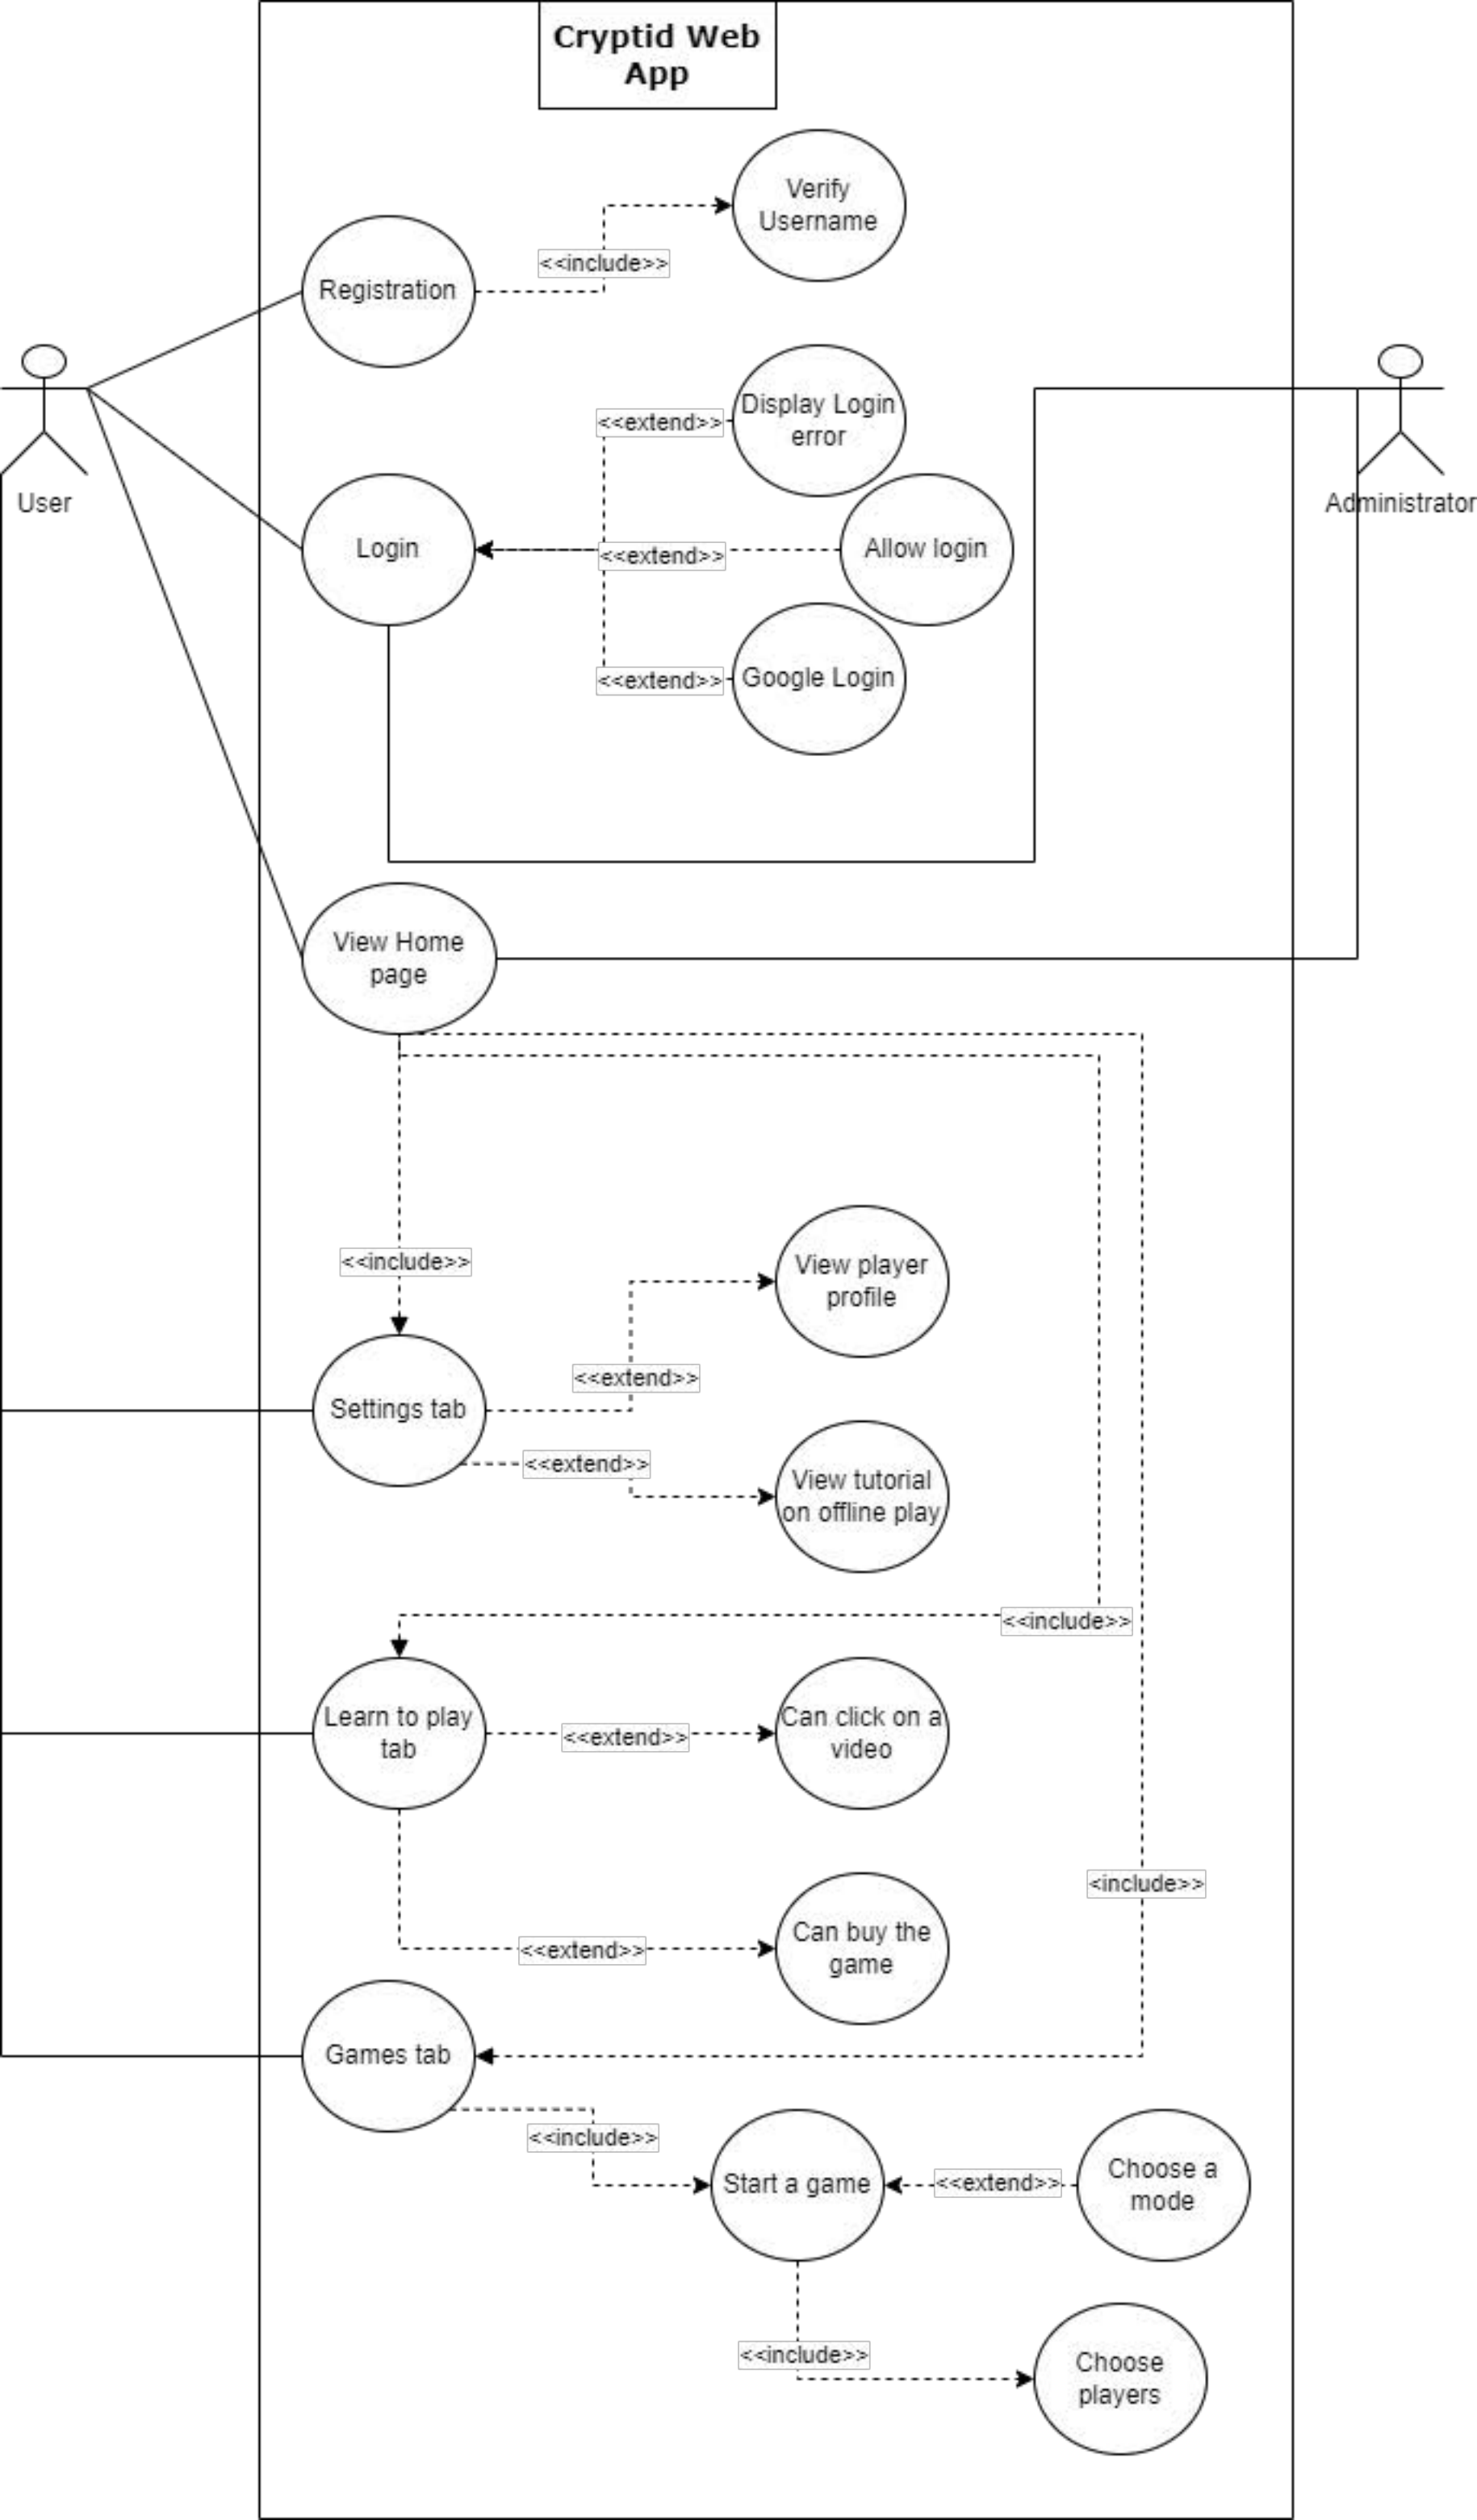 Cryptid Web
App
Verify
Username
<<include>>
Registration
Display Login
error
<<extend>>
User
Administrator
Login
<<extend>>
Allow login
<<extend>>
Google Login
View Home
page
<<include>>
View player
profile
<<extend>>
Settings tab
<<extend>>
View tutorial
on offline play
<<include>>
Learn to play
tab
<<extend>>
Can click on a
video
<include>>
Can buy the
game
<<extend>>
Games tab
<<include>>
Start a game
<<extend>>
Choose a
mode
<<include>>
Choose
players